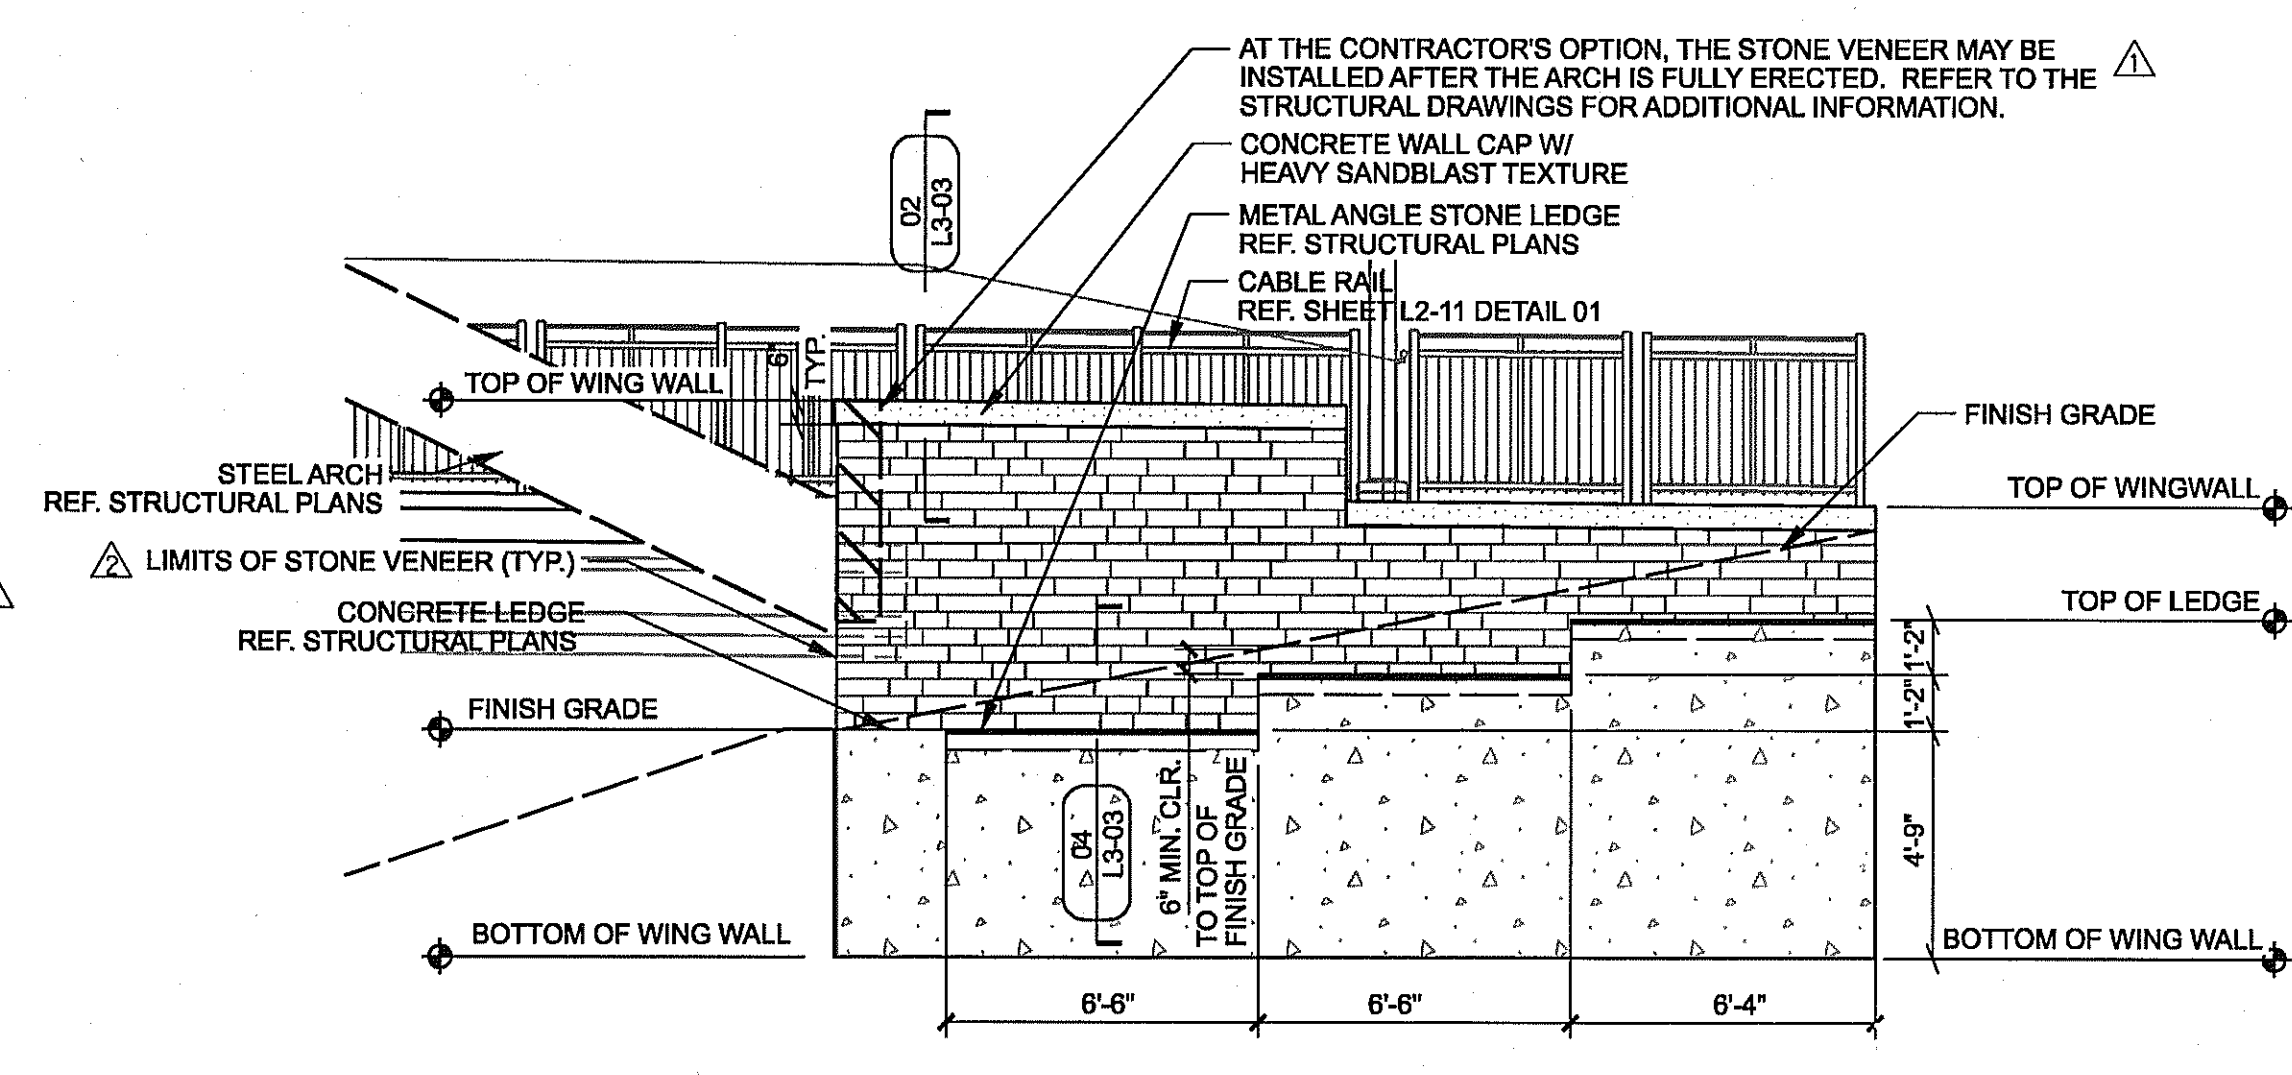 AT THE CONTRACTOR'S OPTION, THE STONE VENEER MAY BE
INSTALLED AFTER THE ARCH IS FULLY ERECTED. REFER TO THE
STRUCTURAL DRAWINGS FOR ADDITIONAL INFORMATION.
1
CONCRETE WALL CAP W/
HEAVY SANDBLAST TEXTURE
02
L3-03
METAL ANGLE STONE LEDGE
REF. STRUCTURAL PLANS
CABLE RAIL
REF. SHEET L2-11 DETAIL 01
6"
TYP.
TOP OF WING WALL
FINISH GRADE
STEEL ARCH
REF. STRUCTURAL PLANS
TOP OF WINGWALL
2
LIMITS OF STONE VENEER (TYP.)
CONCRETE LEDGE
REF. STRUCTURAL PLANS
TOP OF LEDGE
1'-2"
1'-2"
4'-9"
FINISH GRADE
04
L3-03
6" MIN. CLR.
TO TOP OF
FINISH GRADE
BOTTOM OF WING WALL
BOTTOM OF WING WALL
6'-6"
6'-6"
6'-4"